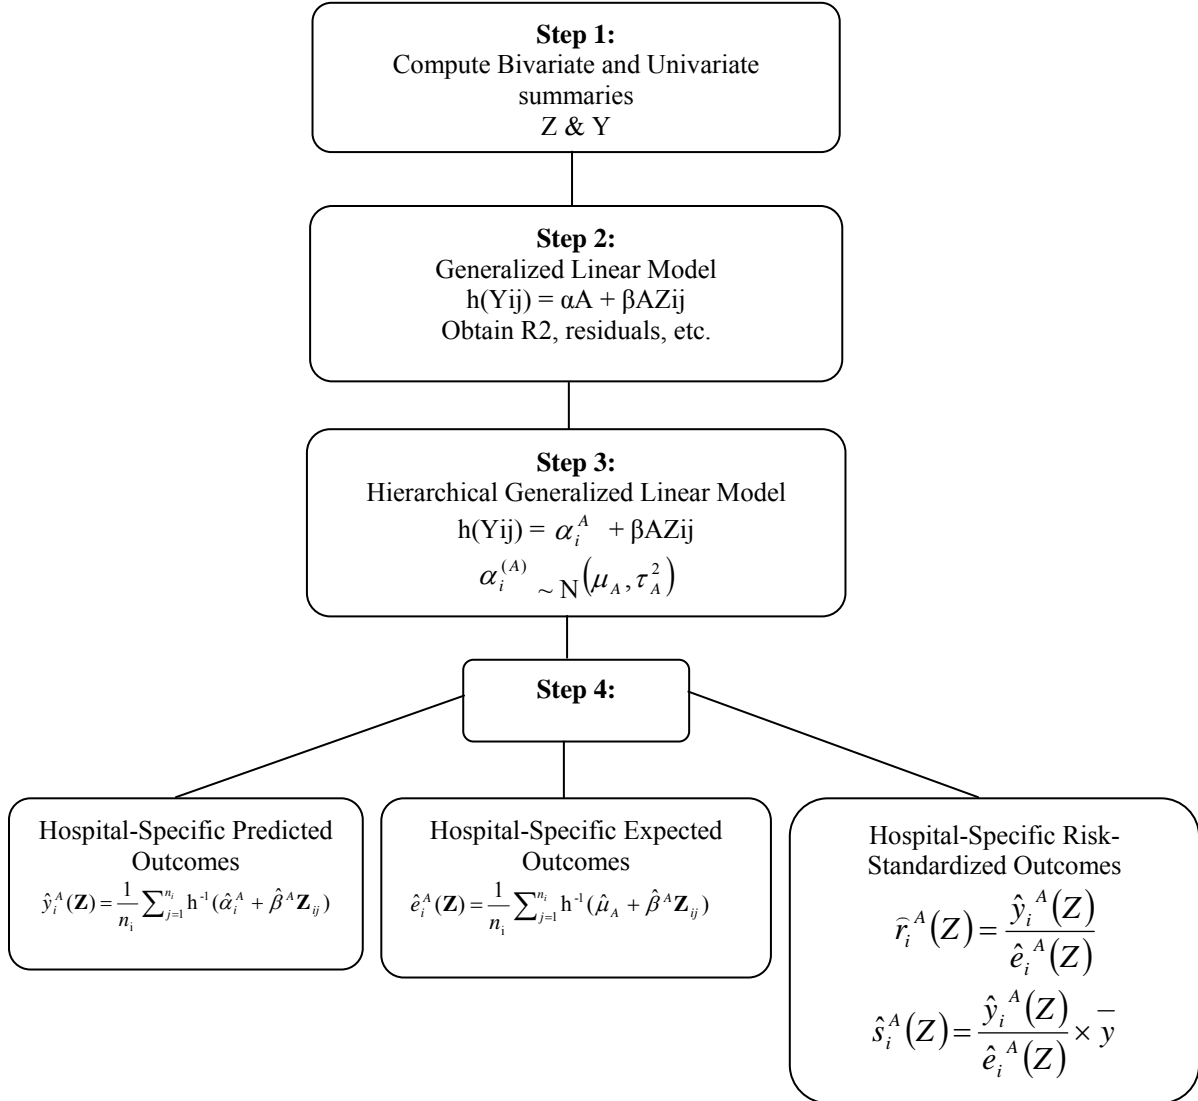 Step 1:
Compute Bivariate and Univariate
summaries
Z & Y
Step 2:
Generalized Linear Model
h(Yij) = αA + βAZij
Obtain R2, residuals, etc.
Step 3:
Hierarchical Generalized Linear Model
h(Yij) = α_i^A + βAZij
α_i^(A) ~ N(μ_A, τ_A^2)
Step 4:
Hospital-Specific Predicted
Outcomes
ŷ_i^A(Z) = 1/n_i ∑_{j=1}^{n_i} h^-1(α̂_i^A + β̂^A Z_ij)
Hospital-Specific Expected
Outcomes
ê_i^A(Z) = 1/n_i ∑_{j=1}^{n_i} h^-1(μ̂_A + β̂^A Z_ij)
Hospital-Specific Risk-
Standardized Outcomes
r̂_i^A(Z) = ŷ_i^A(Z) / ê_i^A(Z)
ŝ_i^A(Z) = ŷ_i^A(Z) / ê_i^A(Z) × ȳ